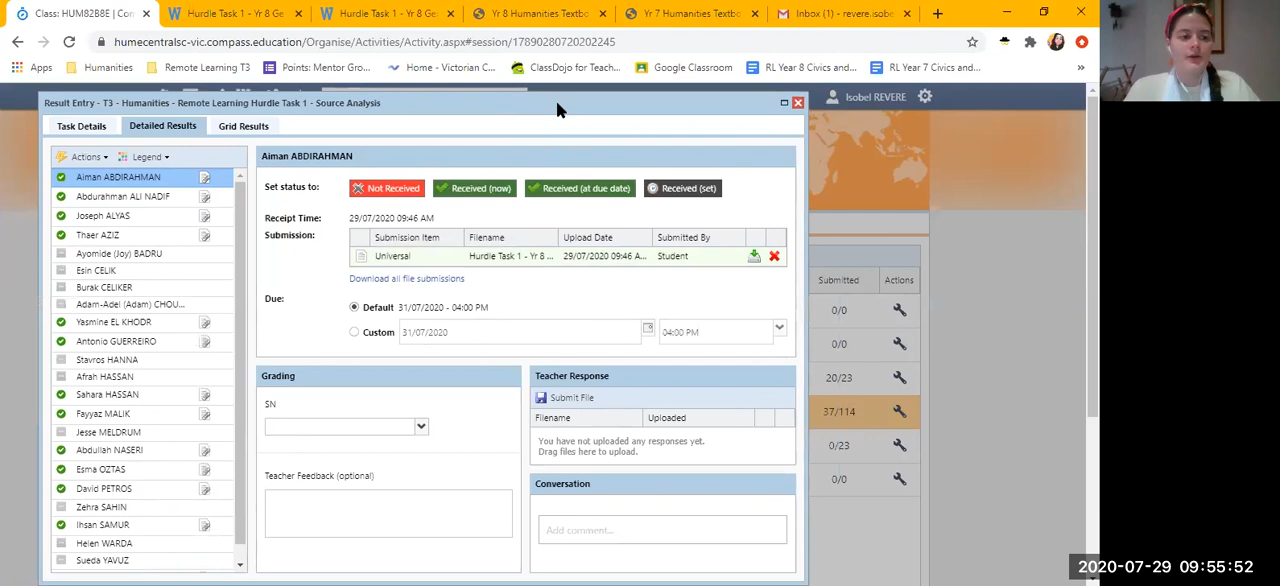 Class: HUM82B8E | Co
Hurdle Task 1 - Yr 8 Ge
Hurdle Task 1 - Yr 8 Ge
Yr 8 Humanities Textbo
Yr 7 Humanities Textbo
Inbox (1) - revere.isobe
humecentralsc-vic.compass.education/Organise/Activities/Activity.aspx#session/17890280720202245
Apps
Humanities
Remote Learning T3
Points: Mentor Gro...
Home - Victorian C...
ClassDojo for Teach...
Google Classroom
RL Year 8 Civics and...
RL Year 7 Civics and...
»
Isobel REVERE
Result Entry - T3 - Humanities - Remote Learning Hurdle Task 1 - Source Analysis
Task Details
Detailed Results
Grid Results
Actions
Legend
Aiman ABDIRAHMAN
Abdurahman ALI NADIF
Joseph ALYAS
Thaer AZIZ
Ayomide (Joy) BADRU
Esin CELIK
Burak CELIKER
Adam-Adel (Adam) CHOU...
Yasmine EL KHODR
Antonio GUERREIRO
Stavros HANNA
Afrah HASSAN
Sahara HASSAN
Fayyaz MALIK
Jesse MELDRUM
Abdullah NASERI
Esma OZTAS
David PETROS
Zehra SAHIN
Ihsan SAMUR
Helen WARDA
Sueda YAVUZ
Aiman ABDIRAHMAN
Set status to:
Not Received
Received (now)
Received (at due date)
Received (set)
Receipt Time:
29/07/2020 09:46 AM
Submission:
Submission Item
Filename
Upload Date
Submitted By
Universal
Hurdle Task 1 - Yr 8 ...
29/07/2020 09:46 A...
Student
Download all file submissions
Due:
Default 31/07/2020 - 04:00 PM
Custom
31/07/2020
04:00 PM
Grading
SN
Teacher Feedback (optional)
Teacher Response
Submit File
Filename
Uploaded
You have not uploaded any responses yet.
Drag files here to upload.
Conversation
Add comment...
Submitted
Actions
0/0
0/0
20/23
37/114
0/23
0/0
2020-07-29 09:55:52